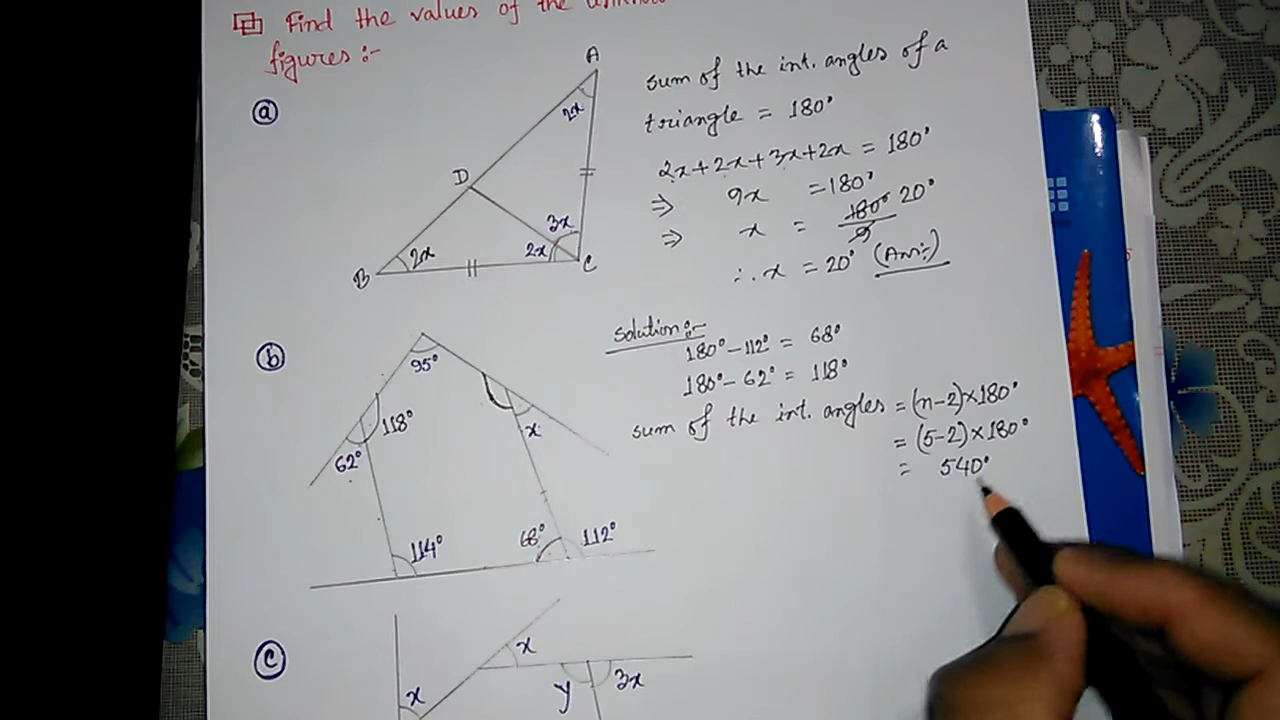 Find the values of the
figures :-
(a)
A
2x
D
3x
B
2x
2x
C
sum of the int. angles of a
triangle = 180°
2x+2x+3x+2x = 180°
⇒ 9x = 180°
⇒ x = 180° 20°
9
∴ x = 20° (Ans:-)
(b)
95°
118°
62°
x
114°
68°
112°
Solution:-
180°-112° = 68°
180°-62° = 118°
sum of the int. angles = (n-2)×180°
= (5-2)×180°
= 540°
(c)
x
x
y
3x